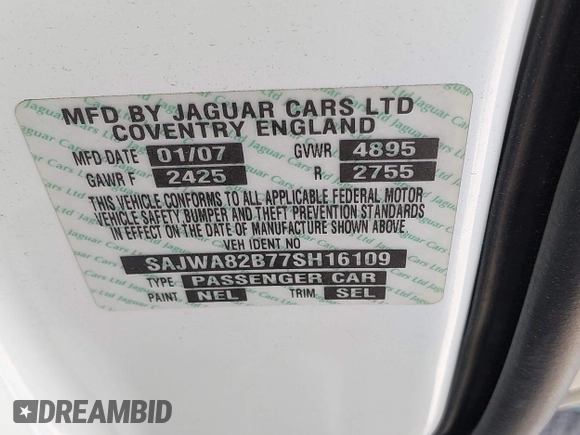 MFD BY JAGUAR CARS LTD
COVENTRY ENGLAND
MFD DATE 01/07 GVWR 4895
GAWR F 2425 R 2755
THIS VEHICLE CONFORMS TO ALL APPLICABLE FEDERAL MOTOR
VEHICLE SAFETY, BUMPER AND THEFT PREVENTION STANDARDS
IN EFFECT ON THE DATE OF MANUFACTURE SHOWN ABOVE.
VEH IDENT NO
SAJWA82B77SH16109
TYPE PASSENGER CAR
PAINT NEL TRIM SEL
DREAMBID